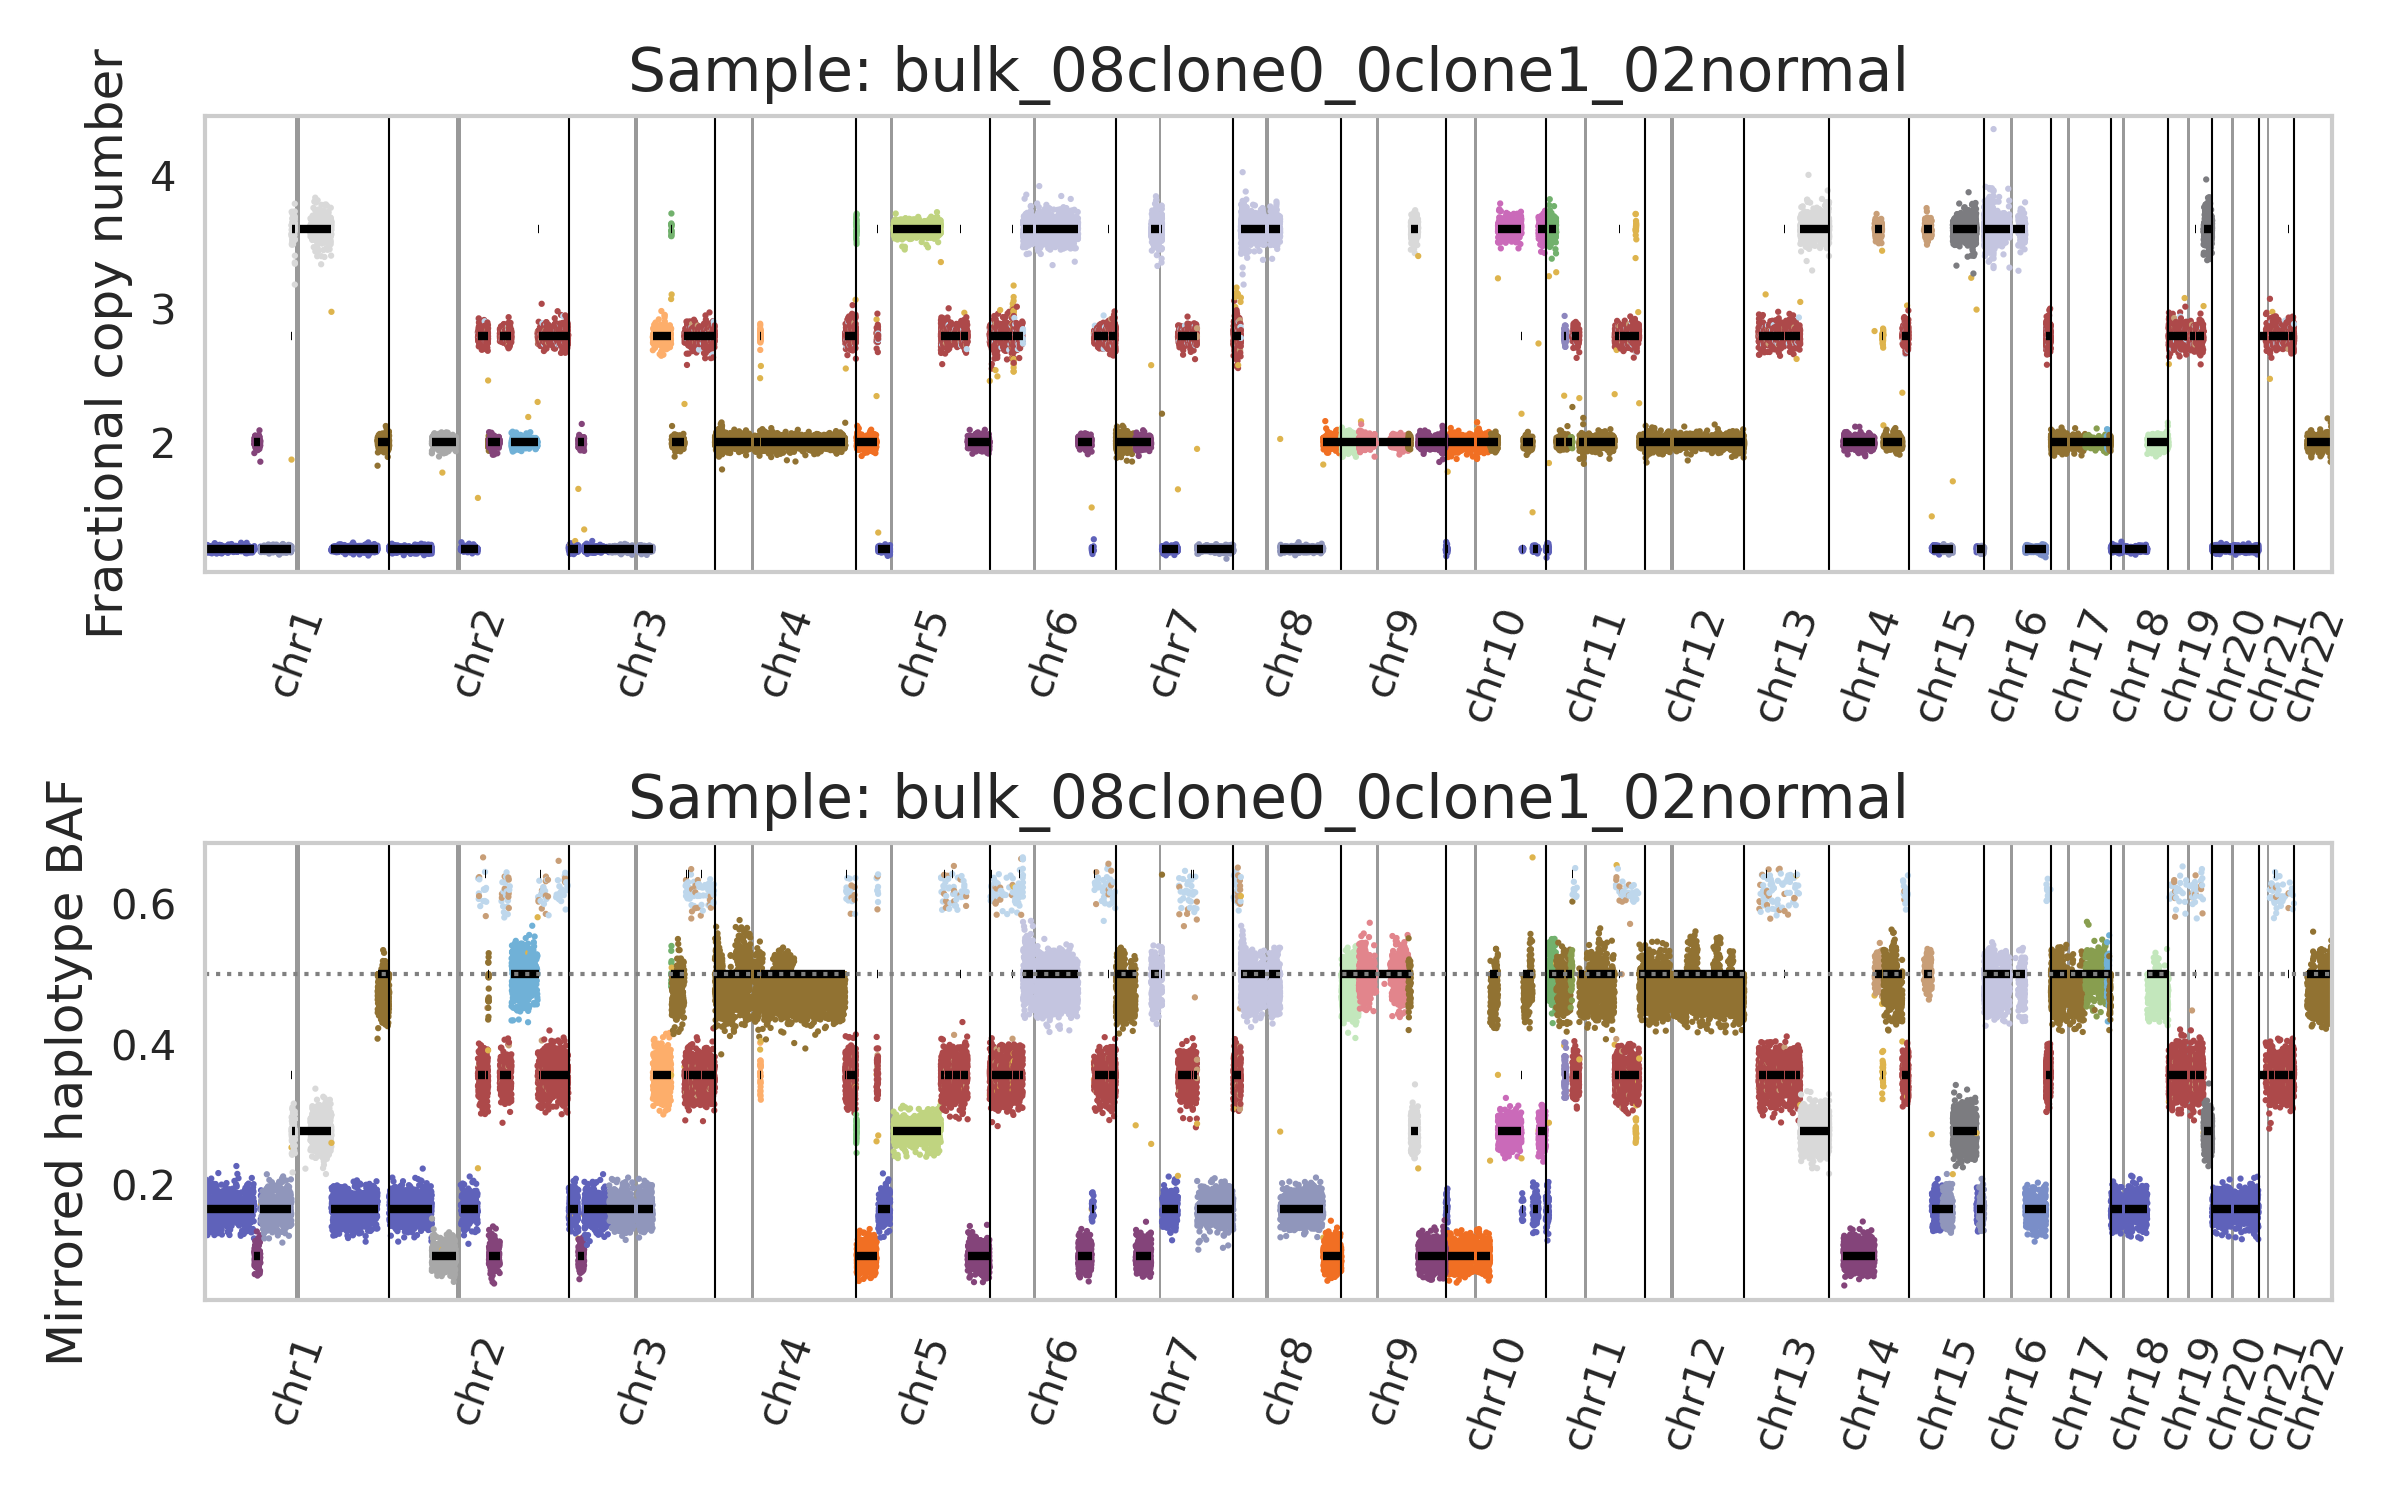 Sample: bulk_08clone0_0clone1_02normal
Fractional copy number
4
3
2
chr1 chr2 chr3 chr4 chr5 chr6 chr7 chr8 chr9 chr10 chr11 chr12 chr13 chr14 chr15 chr16 chr17 chr18 chr19 chr20 chr21 chr22
Sample: bulk_08clone0_0clone1_02normal
Mirrored haplotype BAF
0.6
0.4
0.2
chr1 chr2 chr3 chr4 chr5 chr6 chr7 chr8 chr9 chr10 chr11 chr12 chr13 chr14 chr15 chr16 chr17 chr18 chr19 chr20 chr21 chr22